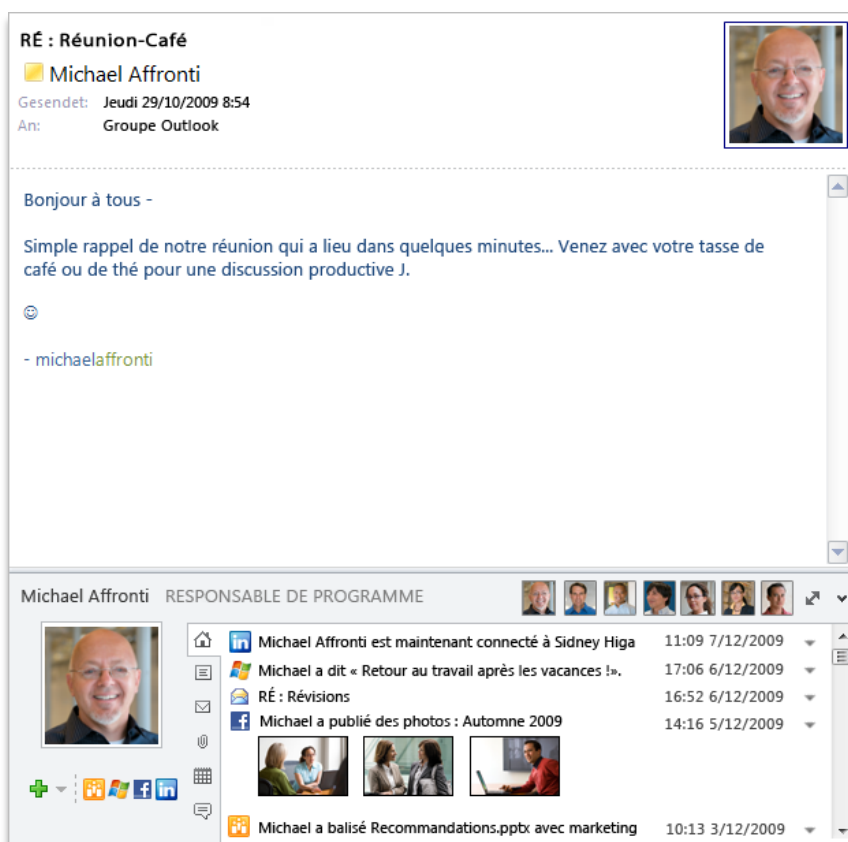 RÉ : Réunion-Café
Michael Affronti
Gesendet: Jeudi 29/10/2009 8:54
An: Groupe Outlook
Bonjour à tous -
Simple rappel de notre réunion qui a lieu dans quelques minutes... Venez avec votre tasse de
café ou de thé pour une discussion productive J.
☺
- michaelaffronti
Michael Affronti RESPONSABLE DE PROGRAMME
Michael Affronti est maintenant connecté à Sidney Higa 11:09 7/12/2009
Michael a dit « Retour au travail après les vacances !». 17:06 6/12/2009
RÉ : Révisions 16:52 6/12/2009
Michael a publié des photos : Automne 2009 14:16 5/12/2009
Michael a balisé Recommandations.pptx avec marketing 10:13 3/12/2009